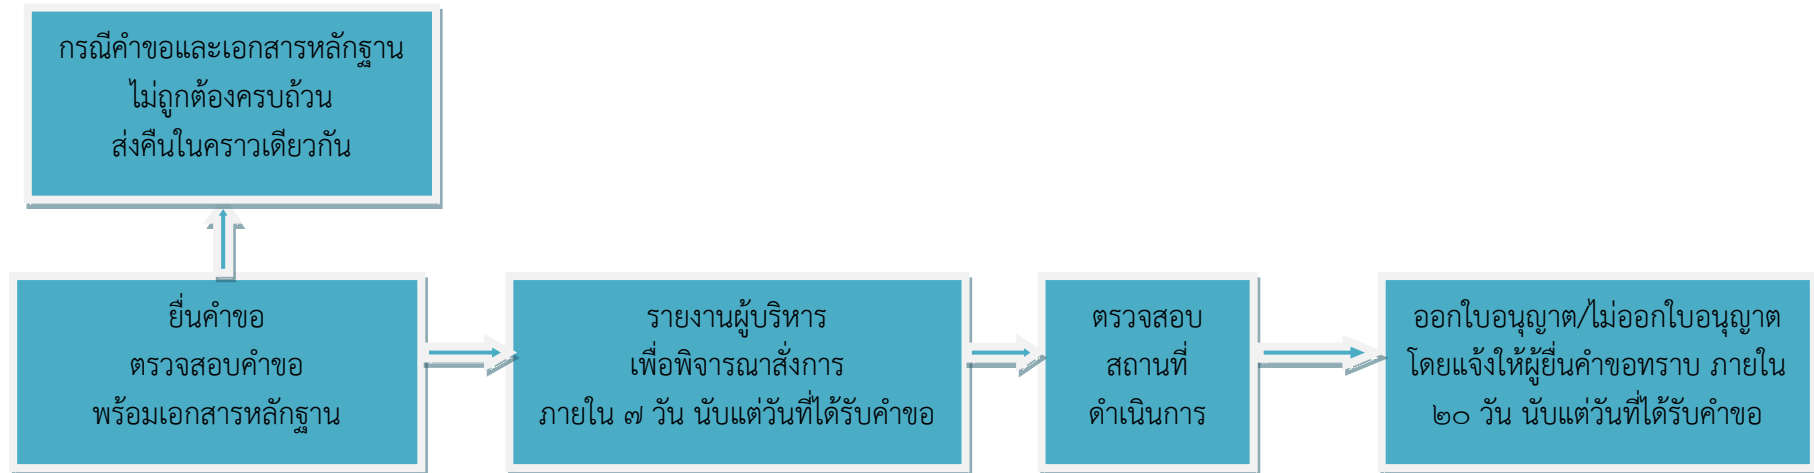 กรณีคำขอและเอกสารหลักฐาน
ไม่ถูกต้องครบถ้วน
ส่งคืนในคราวเดียวกัน
ยื่นคำขอ
ตรวจสอบคำขอ
พร้อมเอกสารหลักฐาน
รายงานผู้บริหาร
เพื่อพิจารณาสั่งการ
ภายใน ๗ วัน นับแต่วันที่ได้รับคำขอ
ตรวจสอบ
สถานที่
ดำเนินการ
ออกใบอนุญาต/ไม่ออกใบอนุญาต
โดยแจ้งให้ผู้ยื่นคำขอทราบ ภายใน
๒๐ วัน นับแต่วันที่ได้รับคำขอ